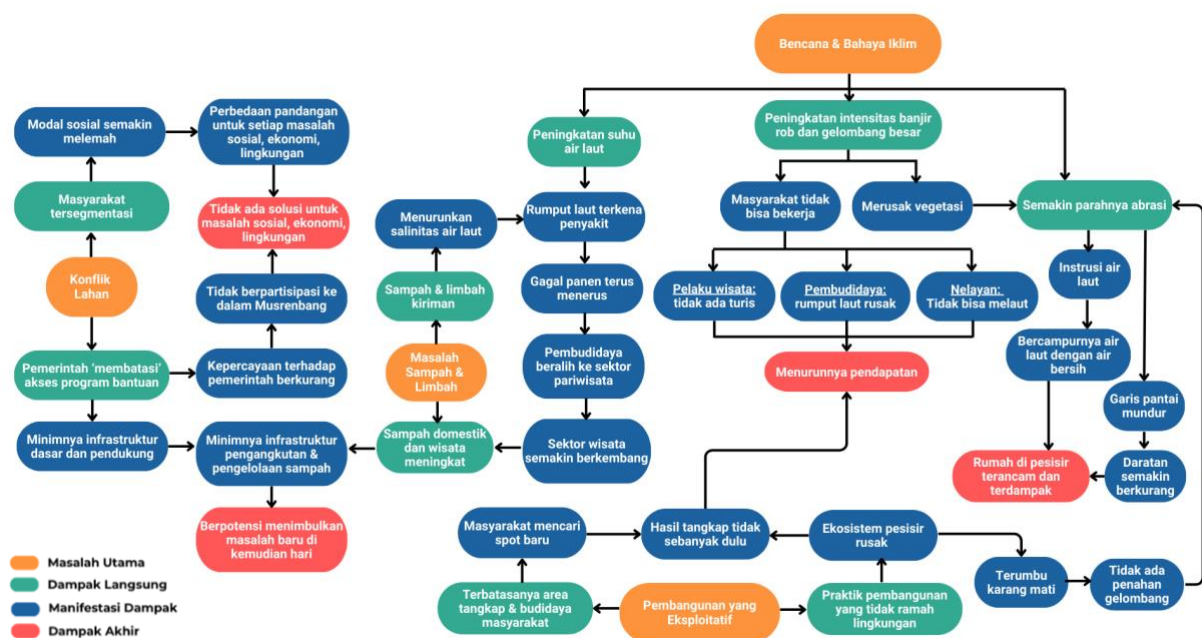 Bencana & Bahaya Iklim
Modal sosial semakin
melemah
Perbedaan pandangan
untuk setiap masalah
sosial, ekonomi,
lingkungan
Peningkatan suhu
air laut
Peningkatan intensitas banjir
rob dan gelombang besar
Masyarakat
tersegmentasi
Tidak ada solusi untuk
masalah sosial, ekonomi,
lingkungan
Menurunkan
salinitas air laut
Rumput laut terkena
penyakit
Masyarakat tidak
bisa bekerja
Merusak vegetasi
Semakin parahnya abrasi
Konflik
Lahan
Tidak berpartisipasi ke
dalam Musrenbang
Sampah & limbah
kiriman
Gagal panen terus
menerus
Pelaku wisata:
tidak ada turis
Pembudidaya:
rumput laut rusak
Nelayan:
Tidak bisa melaut
Instrusi air
laut
Pemerintah ‘membatasi’
akses program bantuan
Kepercayaan terhadap
pemerintah berkurang
Masalah
Sampah &
Limbah
Pembudidaya
beralih ke sektor
pariwisata
Menurunnya pendapatan
Bercampurnya air
laut dengan air
bersih
Garis pantai
mundur
Minimnya infrastruktur
dasar dan pendukung
Minimnya infrastruktur
pengangkutan &
pengelolaan sampah
Sampah domestik
dan wisata
meningkat
Sektor wisata
semakin berkembang
Rumah di pesisir
terancam dan
terdampak
Daratan
semakin
berkurang
Berpotensi menimbulkan
masalah baru di
kemudian hari
Masyarakat mencari
spot baru
Hasil tangkap tidak
sebanyak dulu
Ekosistem pesisir
rusak
Terumbu
karang mati
Tidak ada
penahan
gelombang
Terbatasanya area
tangkap & budidaya
masyarakat
Pembangunan yang
Eksploitatif
Praktik pembangunan
yang tidak ramah
lingkungan
Masalah Utama
Dampak Langsung
Manifestasi Dampak
Dampak Akhir